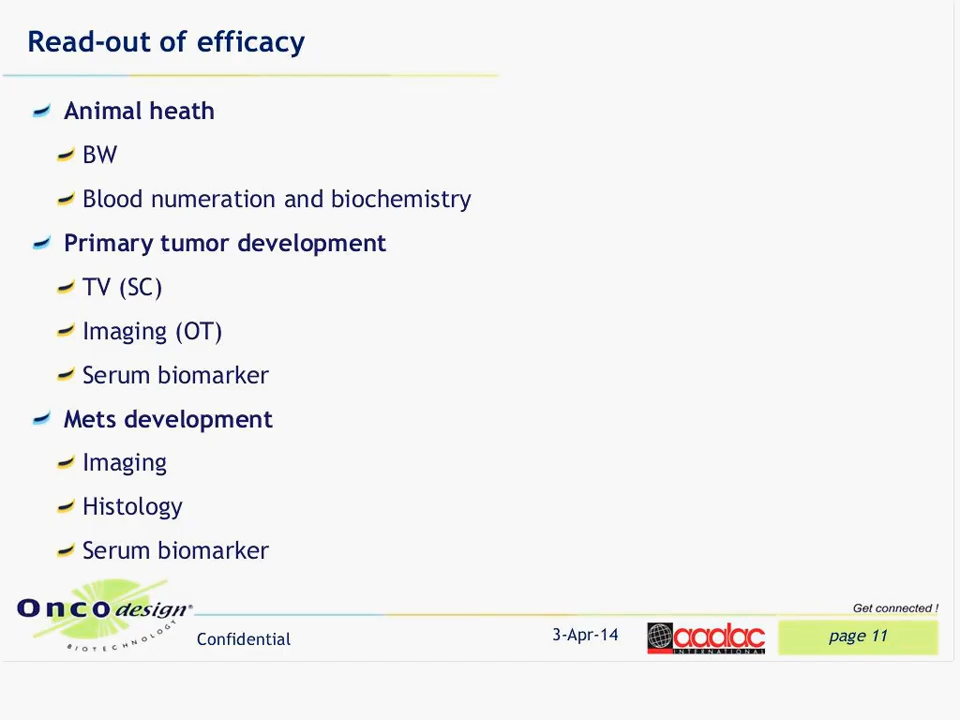 Read-out of efficacy
Animal heath
BW
Blood numeration and biochemistry
Primary tumor development
TV (SC)
Imaging (OT)
Serum biomarker
Mets development
Imaging
Histology
Serum biomarker
Oncodesign®
BIOTECHNOLOGY
Get connected !
Confidential
3-Apr-14
aaalac
INTERNATIONAL
page 11